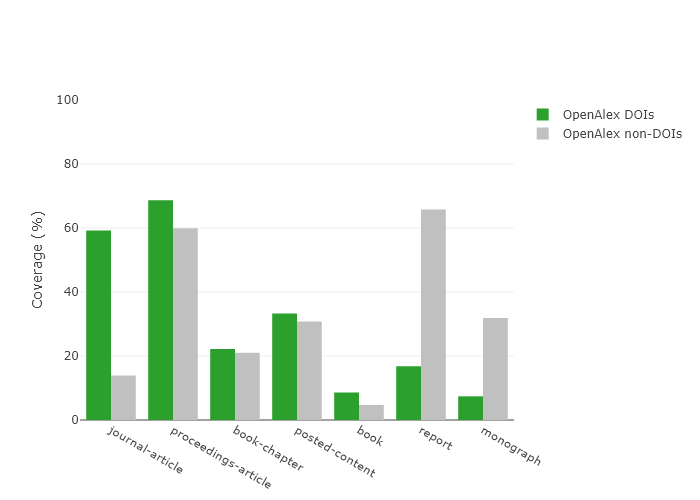 100
80
60
40
20
0
Coverage (%)
journal-article
proceedings-article
book-chapter
posted-content
book
report
monograph
OpenAlex DOIs
OpenAlex non-DOIs